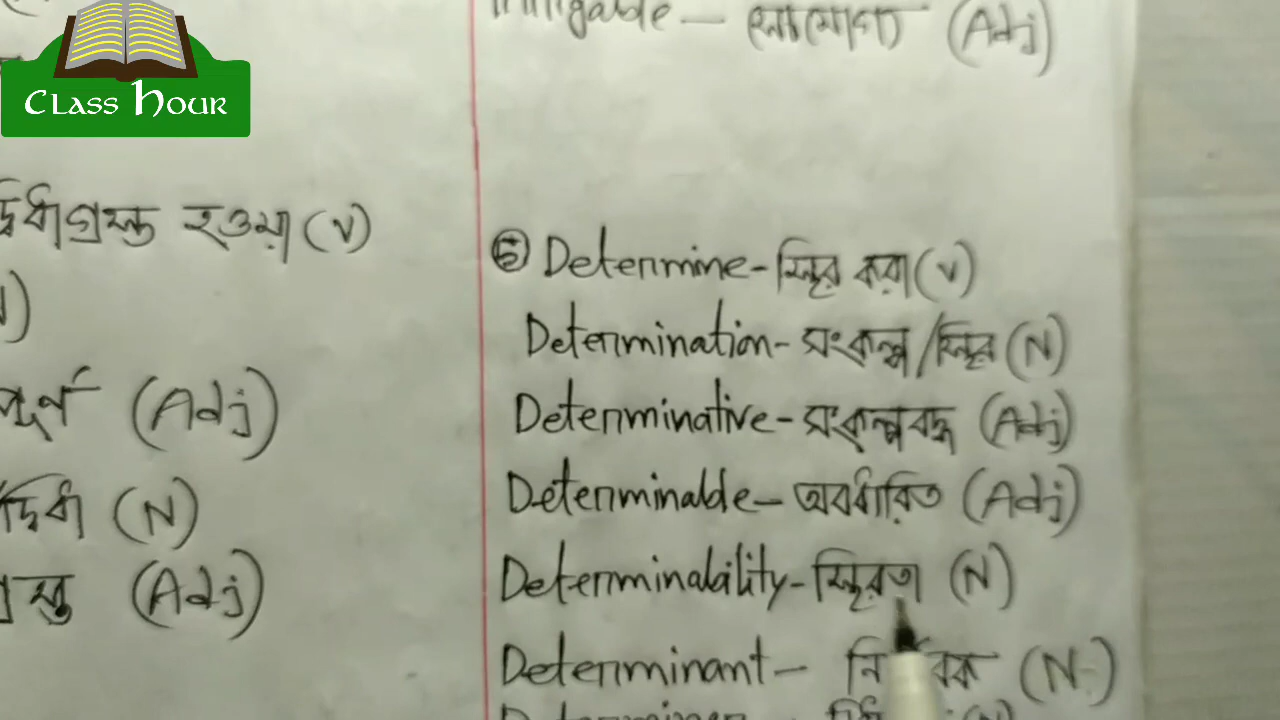 CLASS HOUR
(Adj)
দ্বিধাগ্রস্ত হওয়া (v)
(Adj)
দ্বিধা (N)
(Adj)
⑤ Determine - স্থির করা (v)
Determination - সংকল্প / স্থির (N)
Determinative - সংকল্পবদ্ধ (Adj)
Determinable - অবধারিত (Adj)
Determinability - স্থিরতা (N)
Determinant - (N)